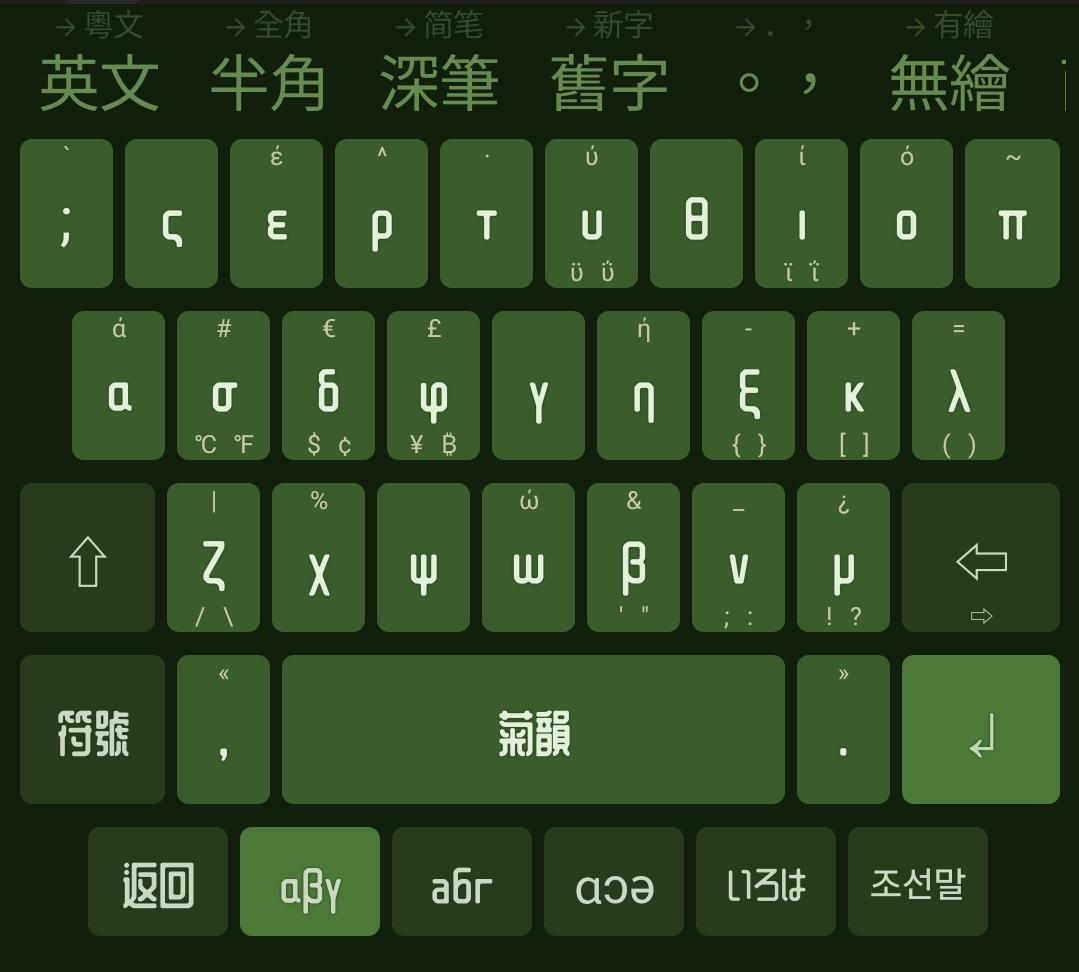 → 粵文 → 全角 → 简笔 → 新字 → . , → 有繪
英文 半角 深筆 舊字 。, 無繪
` έ ^ · ύ ί ό ~
; ς ε ρ τ υ θ ι ο π
ϋ ΰ ϊ ΐ
ά # € £ ή - + =
α σ δ φ γ η ξ κ λ
℃ ℉ $ ¢ ¥ ₿ { } [ ] ( )
| % ώ & _ ¿
⇧ ζ χ ψ ω β ν μ ⇦
/ \ ' " ; : ! ? ⇨
« »
符號 , 菊韻 . ↲
返回 αβγ абг ɑɔə いろは 조선말